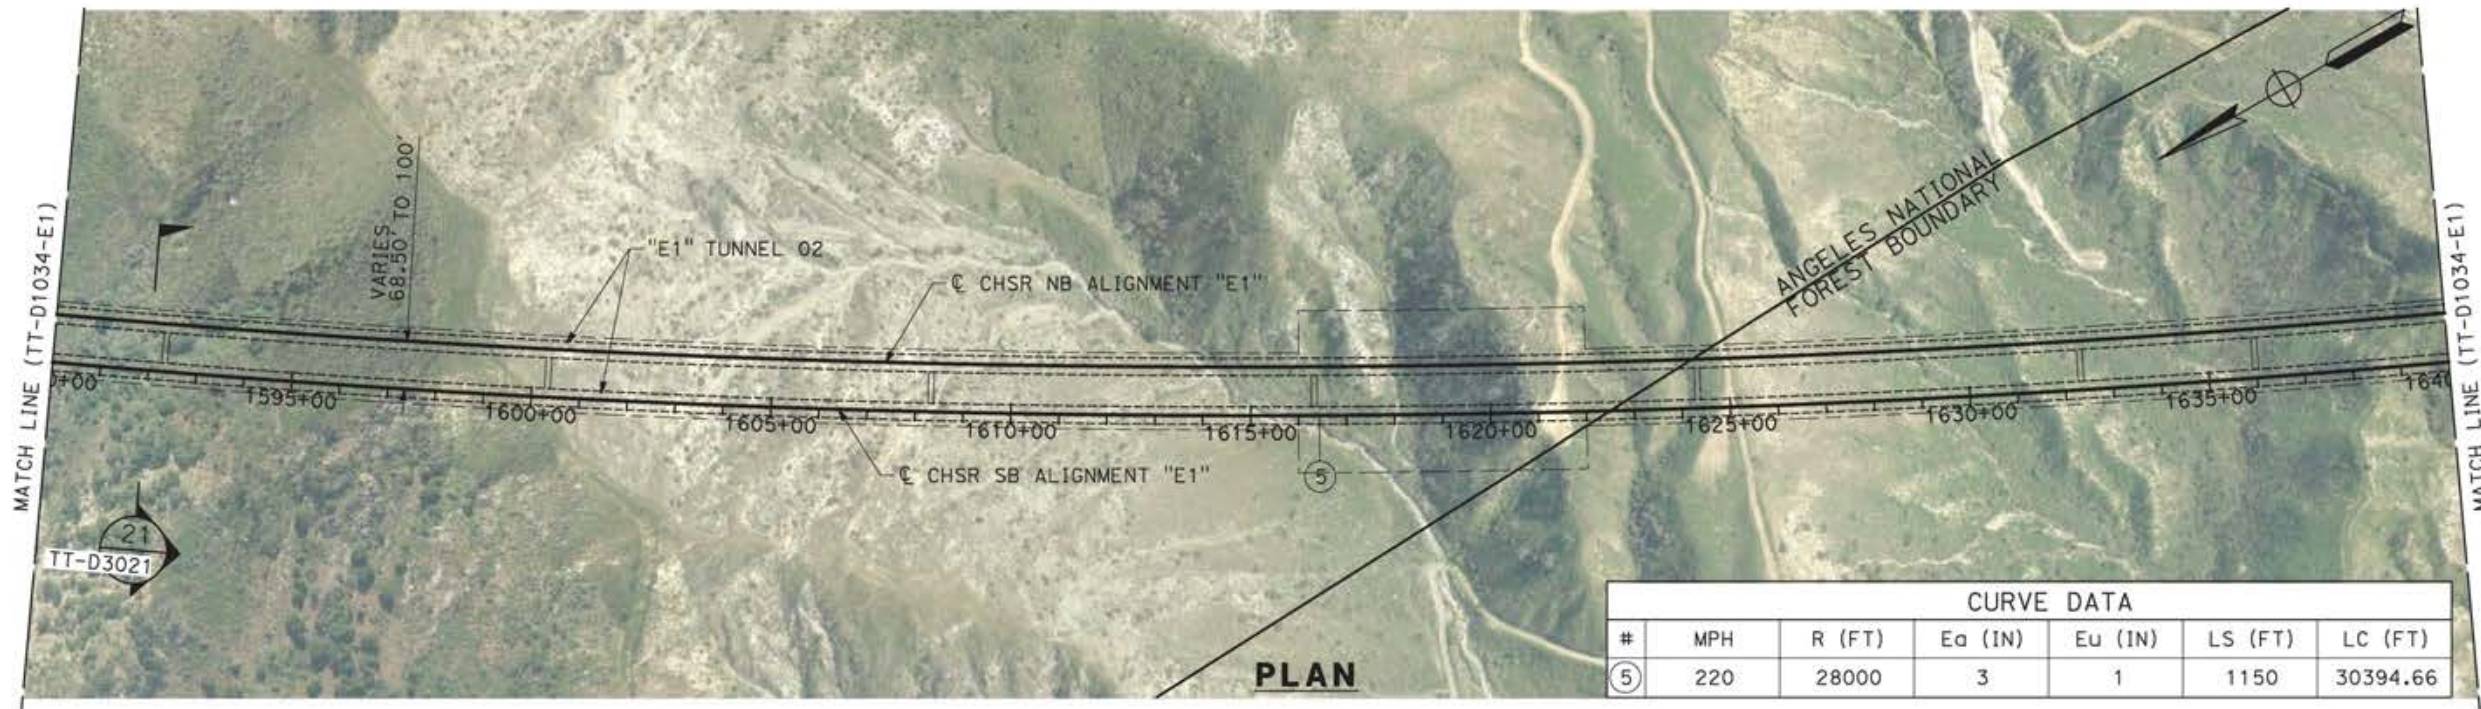 MATCH LINE (TT-D1034-E1)
VARIES
68.50' TO 100'
"E1" TUNNEL 02
℄ CHSR NB ALIGNMENT "E1"
ANGELES NATIONAL
FOREST BOUNDARY
MATCH LINE (TT-D1034-E1)
0+00
1595+00
1600+00
1605+00
1610+00
1615+00
1620+00
1625+00
1630+00
1635+00
1640
℄ CHSR SB ALIGNMENT "E1"
5
21
TT-D3021
PLAN
CURVE DATA
# MPH R (FT) Ea (IN) Eu (IN) LS (FT) LC (FT)
5 220 28000 3 1 1150 30394.66